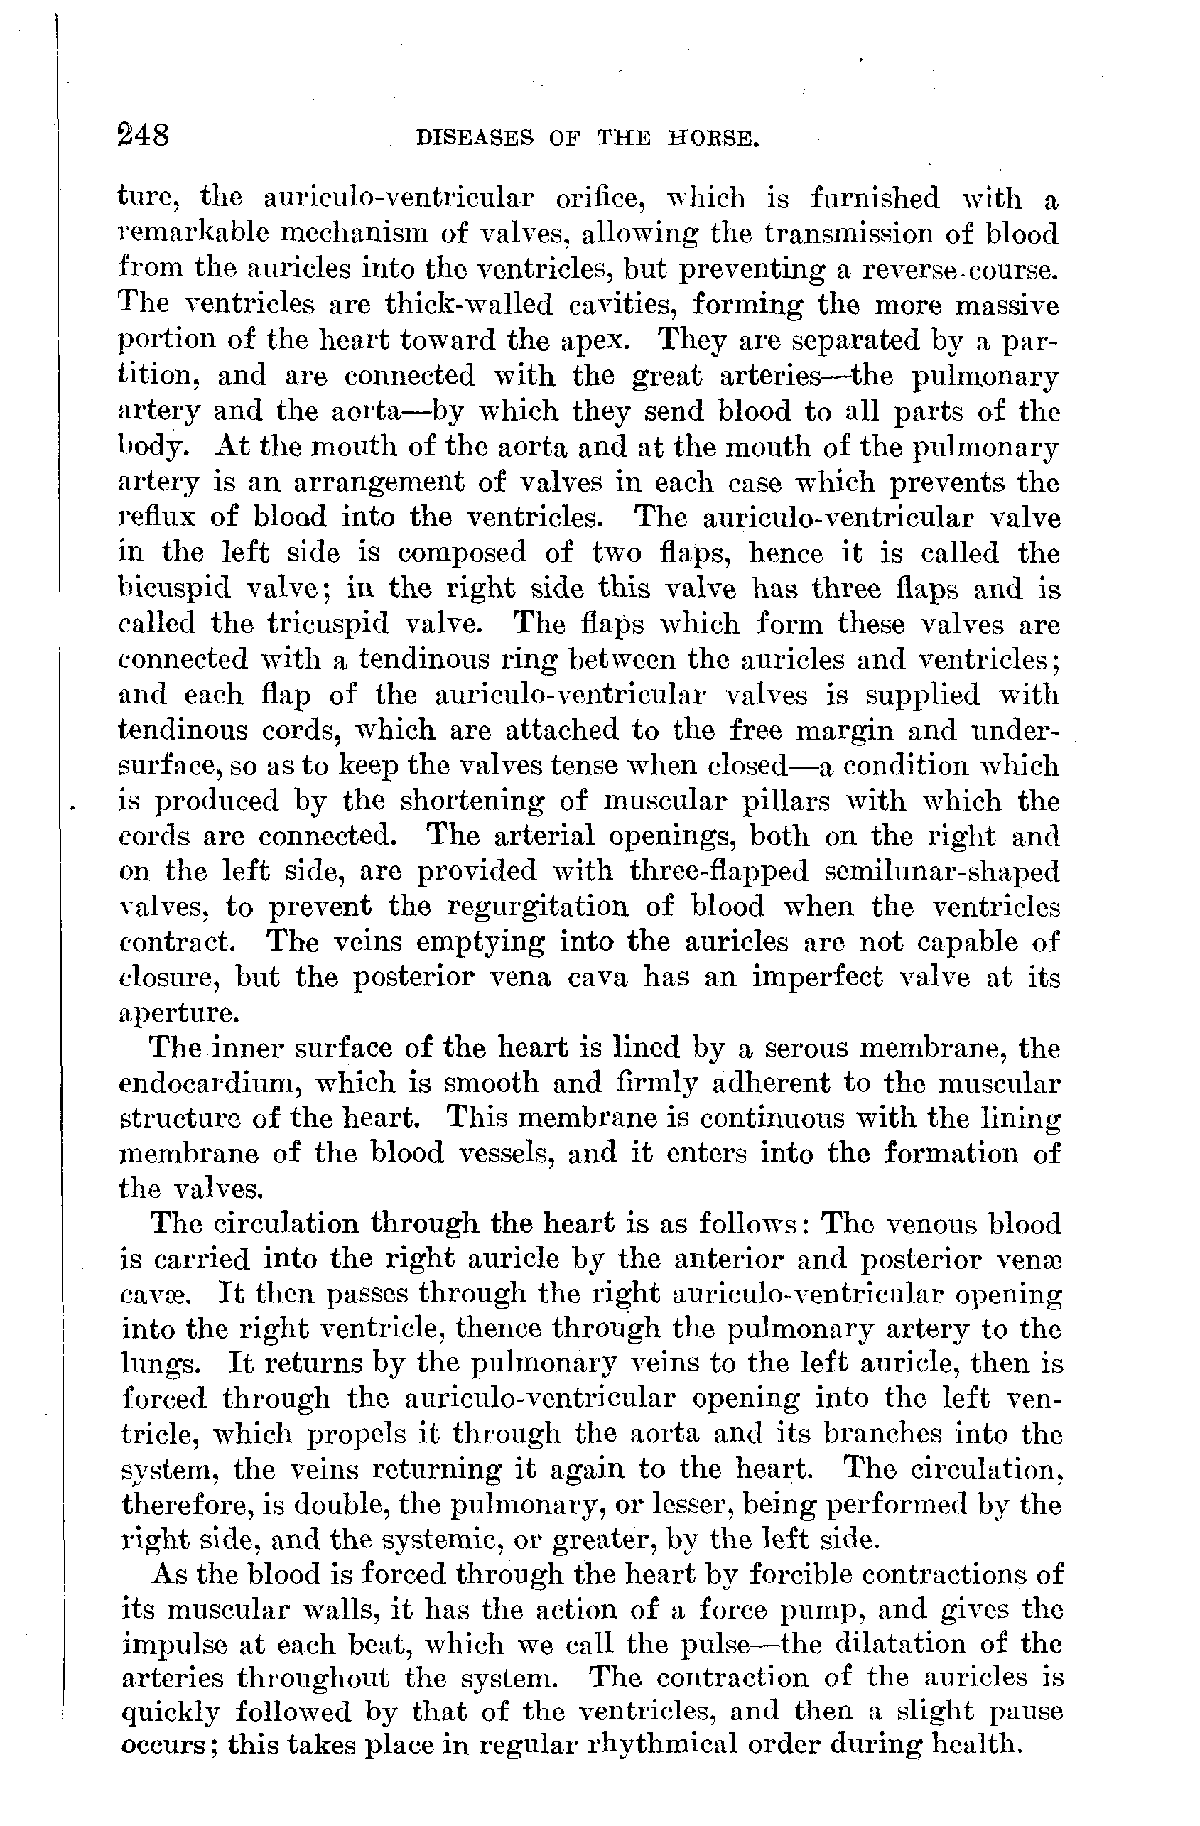 248 DISEASES OF THE HORSE.
ture, the auriculo-ventricular orifice, which is furnished with a
remarkable mechanism of valves, allowing the transmission of blood
from the auricles into the ventricles, but preventing a reverse course.
The ventricles are thick-walled cavities, forming the more massive
portion of the heart toward the apex. They are separated by a par-
tition, and are connected with the great arteries—the pulmonary
artery and the aorta—by which they send blood to all parts of the
body. At the mouth of the aorta and at the mouth of the pulmonary
artery is an arrangement of valves in each case which prevents the
reflux of blood into the ventricles. The auriculo-ventricular valve
in the left side is composed of two flaps, hence it is called the
bicuspid valve; in the right side this valve has three flaps and is
called the tricuspid valve. The flaps which form these valves are
connected with a tendinous ring between the auricles and ventricles;
and each flap of the auriculo-ventricular valves is supplied with
tendinous cords, which are attached to the free margin and under-
surface, so as to keep the valves tense when closed—a condition which
is produced by the shortening of muscular pillars with which the
cords are connected. The arterial openings, both on the right and
on the left side, are provided with three-flapped semilunar-shaped
valves, to prevent the regurgitation of blood when the ventricles
contract. The veins emptying into the auricles are not capable of
closure, but the posterior vena cava has an imperfect valve at its
aperture.
The inner surface of the heart is lined by a serous membrane, the
endocardium, which is smooth and firmly adherent to the muscular
structure of the heart. This membrane is continuous with the lining
membrane of the blood vessels, and it enters into the formation of
the valves.
The circulation through the heart is as follows: The venous blood
is carried into the right auricle by the anterior and posterior venæ
cavæ. It then passes through the right auriculo-ventricular opening
into the right ventricle, thence through the pulmonary artery to the
lungs. It returns by the pulmonary veins to the left auricle, then is
forced through the auriculo-ventricular opening into the left ven-
tricle, which propels it through the aorta and its branches into the
system, the veins returning it again to the heart. The circulation,
therefore, is double, the pulmonary, or lesser, being performed by the
right side, and the systemic, or greater, by the left side.
As the blood is forced through the heart by forcible contractions of
its muscular walls, it has the action of a force pump, and gives the
impulse at each beat, which we call the pulse—the dilatation of the
arteries throughout the system. The contraction of the auricles is
quickly followed by that of the ventricles, and then a slight pause
occurs; this takes place in regular rhythmical order during health.